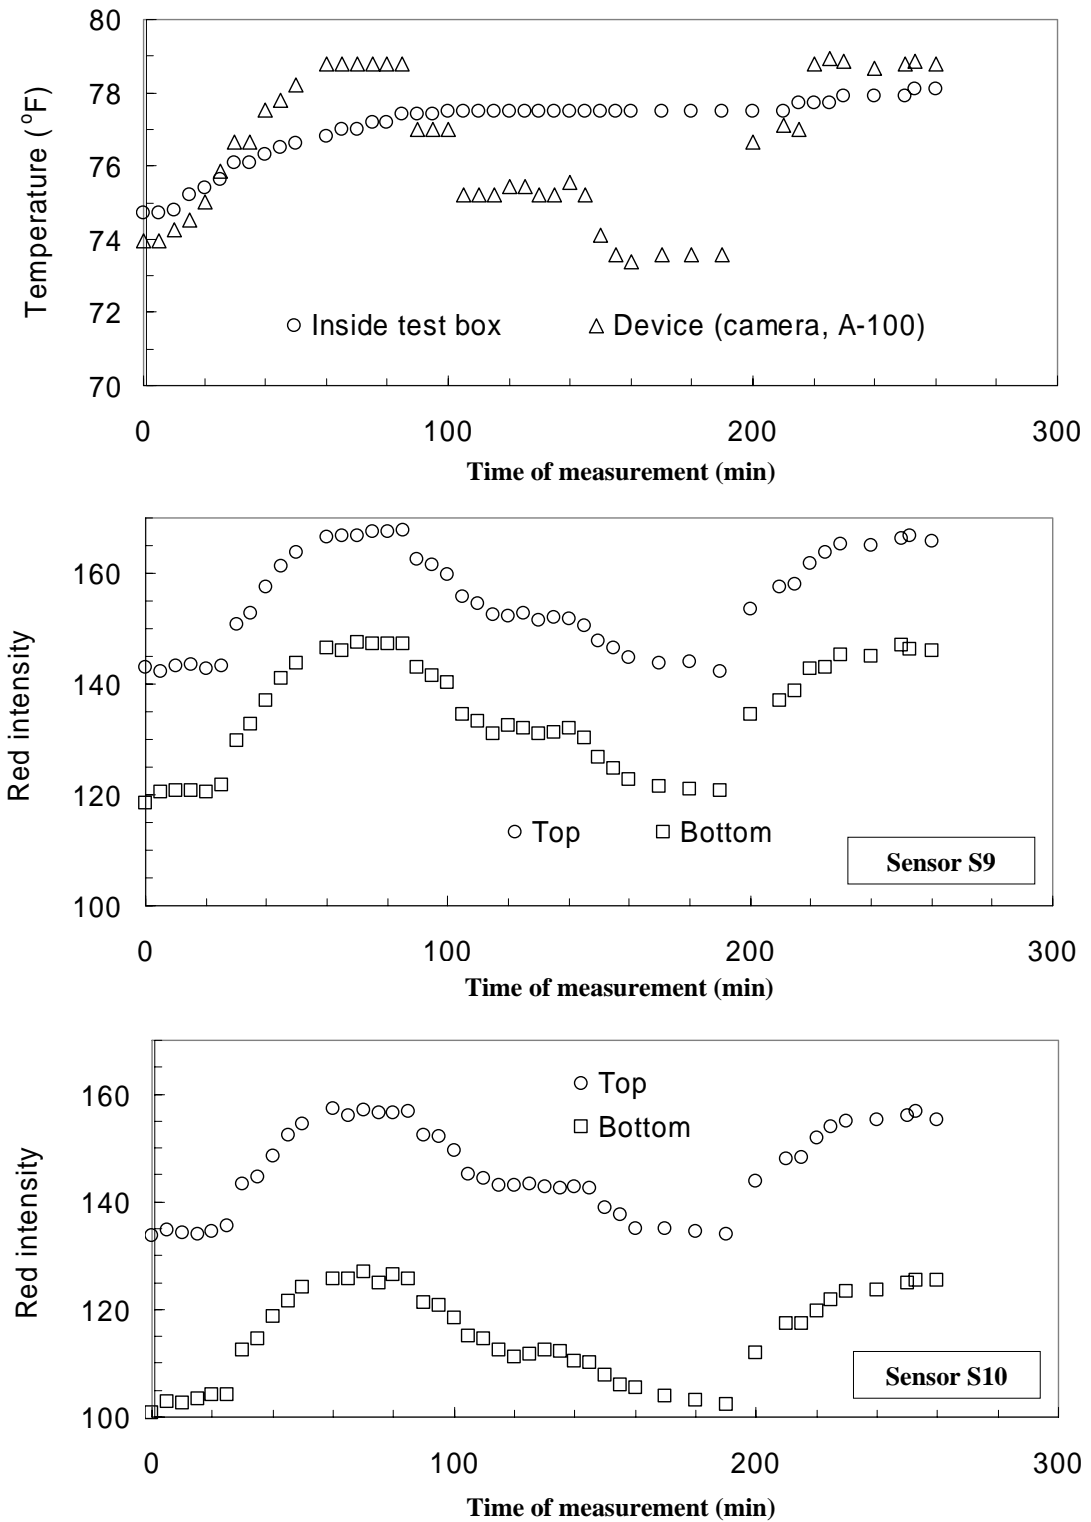 80
78
76
74
72
70
Temperature (°F)
Inside test box
Device (camera, A-100)
0
100
200
300
Time of measurement (min)
160
140
120
100
Red intensity
Top
Bottom
Sensor S9
0
100
200
300
Time of measurement (min)
160
140
120
100
Red intensity
Top
Bottom
Sensor S10
0
100
200
300
Time of measurement (min)